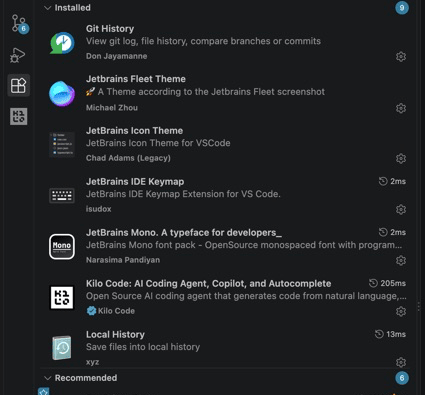 Installed 9
Git History
View git log, file history, compare branches or commits
Don Jayamanne
6
Jetbrains Fleet Theme
🚀 A Theme according to the Jetbrains Fleet screenshot
Michael Zhou
JetBrains Icon Theme
JetBrains Icon Theme for VSCode
Chad Adams (Legacy)
JetBrains IDE Keymap 2ms
JetBrains IDE Keymap Extension for VS Code.
isudox
JetBrains Mono. A typeface for developers_ 2ms
Mono
JetBrains Mono font pack - OpenSource monospaced font with program...
Narasima Pandiyan
Kilo Code: AI Coding Agent, Copilot, and Autocomplete 205ms
Open Source AI coding agent that generates code from natural language,...
Kilo Code
Local History 13ms
Save files into local history
xyz
Recommended 6